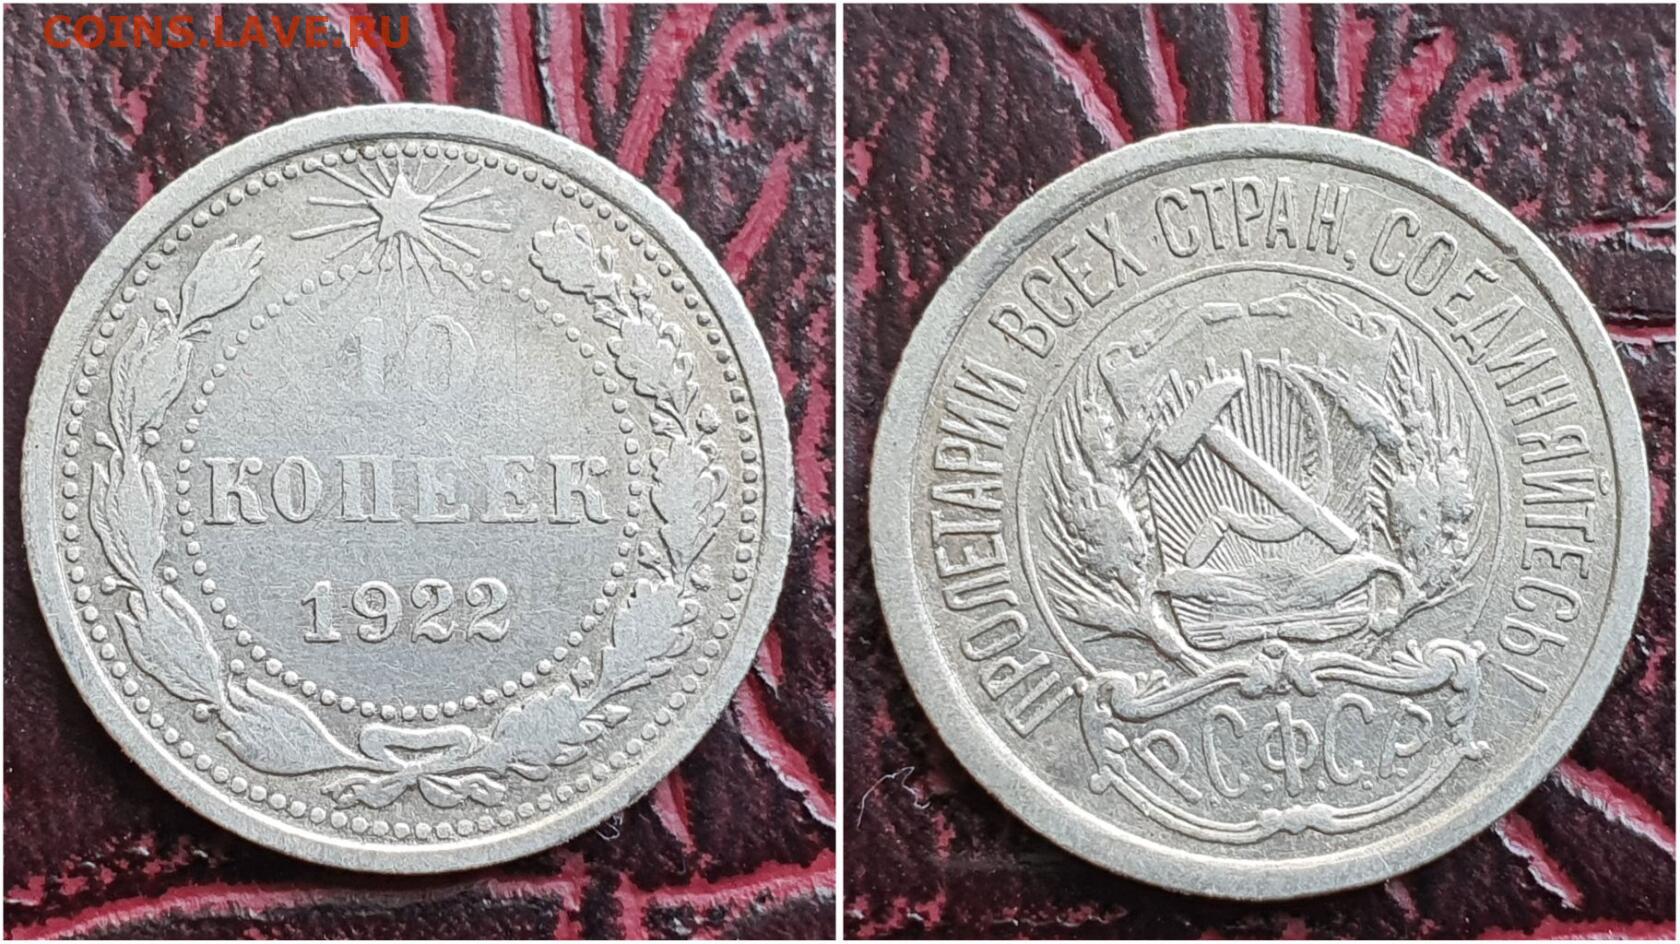 COINS.LAVE.RU
10
КОПЕЕК
1922
ПРОЛЕТАРИИ ВСЕХ СТРАН, СОЕДИНЯЙТЕСЬ!
Р.С.Ф.С.Р.